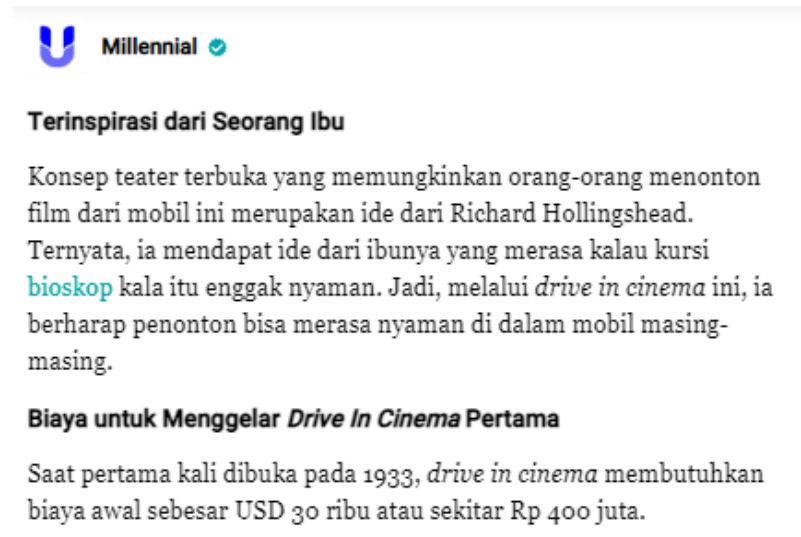 Millennial
Terinspirasi dari Seorang Ibu
Konsep teater terbuka yang memungkinkan orang-orang menonton
film dari mobil ini merupakan ide dari Richard Hollingshead.
Ternyata, ia mendapat ide dari ibunya yang merasa kalau kursi
bioskop kala itu enggak nyaman. Jadi, melalui drive in cinema ini, ia
berharap penonton bisa merasa nyaman di dalam mobil masing-
masing.
Biaya untuk Menggelar Drive In Cinema Pertama
Saat pertama kali dibuka pada 1933, drive in cinema membutuhkan
biaya awal sebesar USD 30 ribu atau sekitar Rp 400 juta.